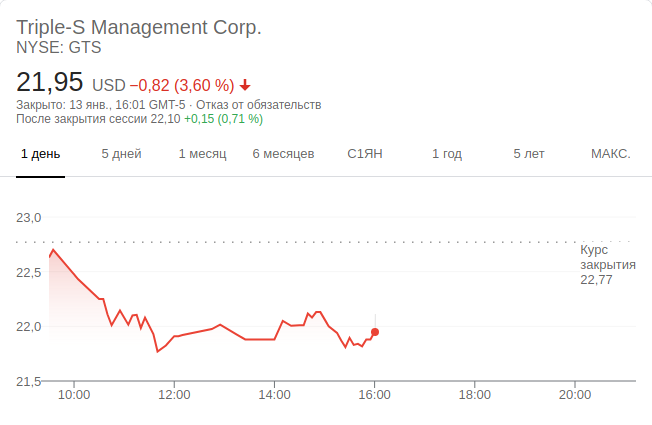 Triple-S Management Corp.
NYSE: GTS
21,95 USD −0,82 (3,60 %)
Закрыто: 13 янв., 16:01 GMT-5 · Отказ от обязательств
После закрытия сессии 22,10 +0,15 (0,71 %)
1 день 5 дней 1 месяц 6 месяцев С1ЯН 1 год 5 лет МАКС.
23,0
Курс
закрытия
22,77
22,5
22,0
21,5
10:00 12:00 14:00 16:00 18:00 20:00